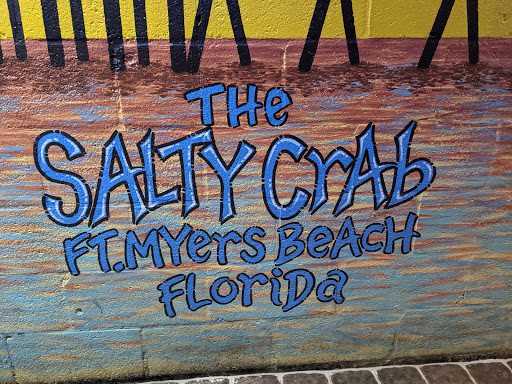 THE
SALTY CrAb
FT. MYerS BeACH
FLoriDa